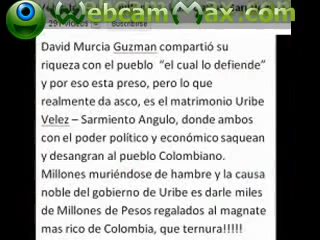 WebcamMax.com
291 videos
Suscribirse
David Murcia Guzman compartió su
riqueza con el pueblo “el cual lo defiende”
y por eso esta preso, pero lo que
realmente da asco, es el matrimonio Uribe
Velez – Sarmiento Angulo, donde ambos
con el poder político y económico saquean
y desangran al pueblo Colombiano.
Millones muriéndose de hambre y la causa
noble del gobierno de Uribe es darle miles
de Millones de Pesos regalados al magnate
mas rico de Colombia, que ternura!!!!!